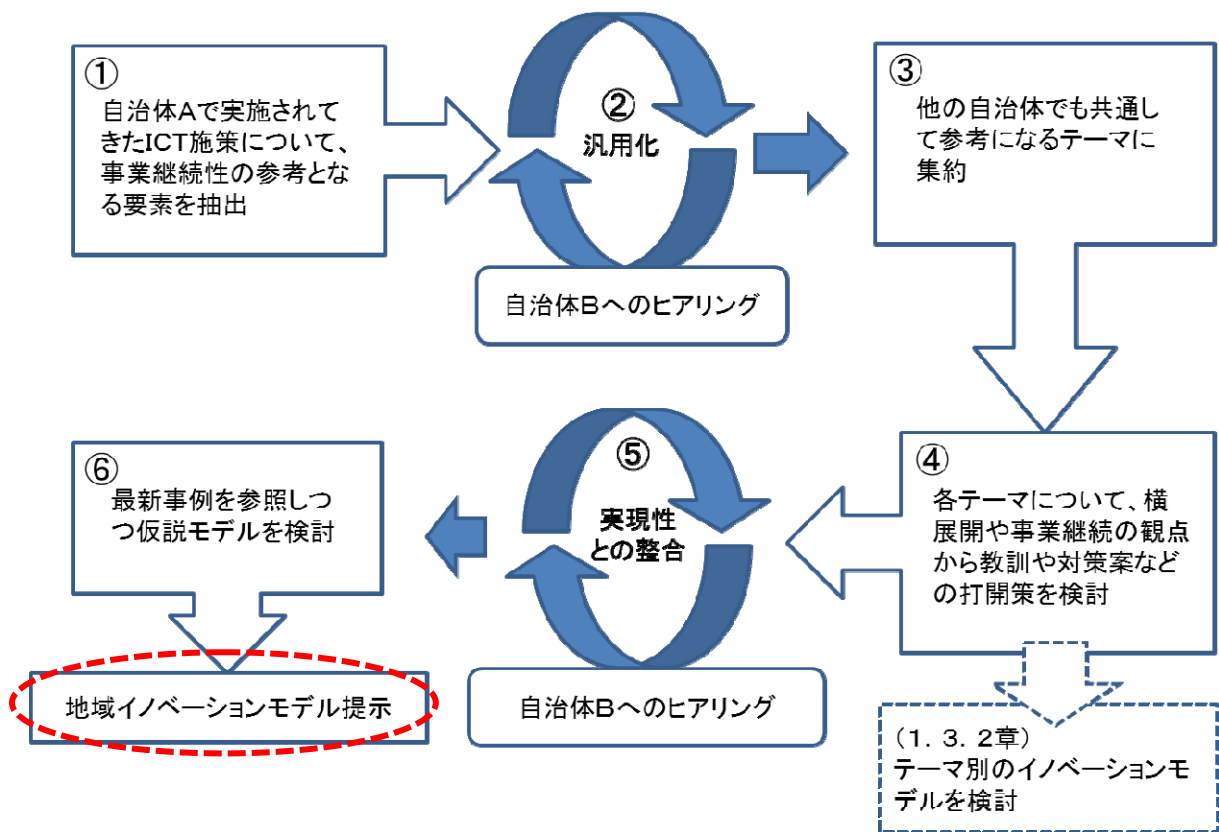 ①
自治体Aで実施されて
きたICT施策について、
事業継続性の参考とな
る要素を抽出
②
汎用化
自治体Bへのヒアリング
③
他の自治体でも共通し
て参考になるテーマに
集約
④
各テーマについて、横
展開や事業継続の観点
から教訓や対策案など
の打開策を検討
(1.3.2章)
テーマ別のイノベーションモ
デルを検討
⑤
実現性
との整合
自治体Bへのヒアリング
⑥
最新事例を参照しつ
つ仮説モデルを検討
地域イノベーションモデル提示